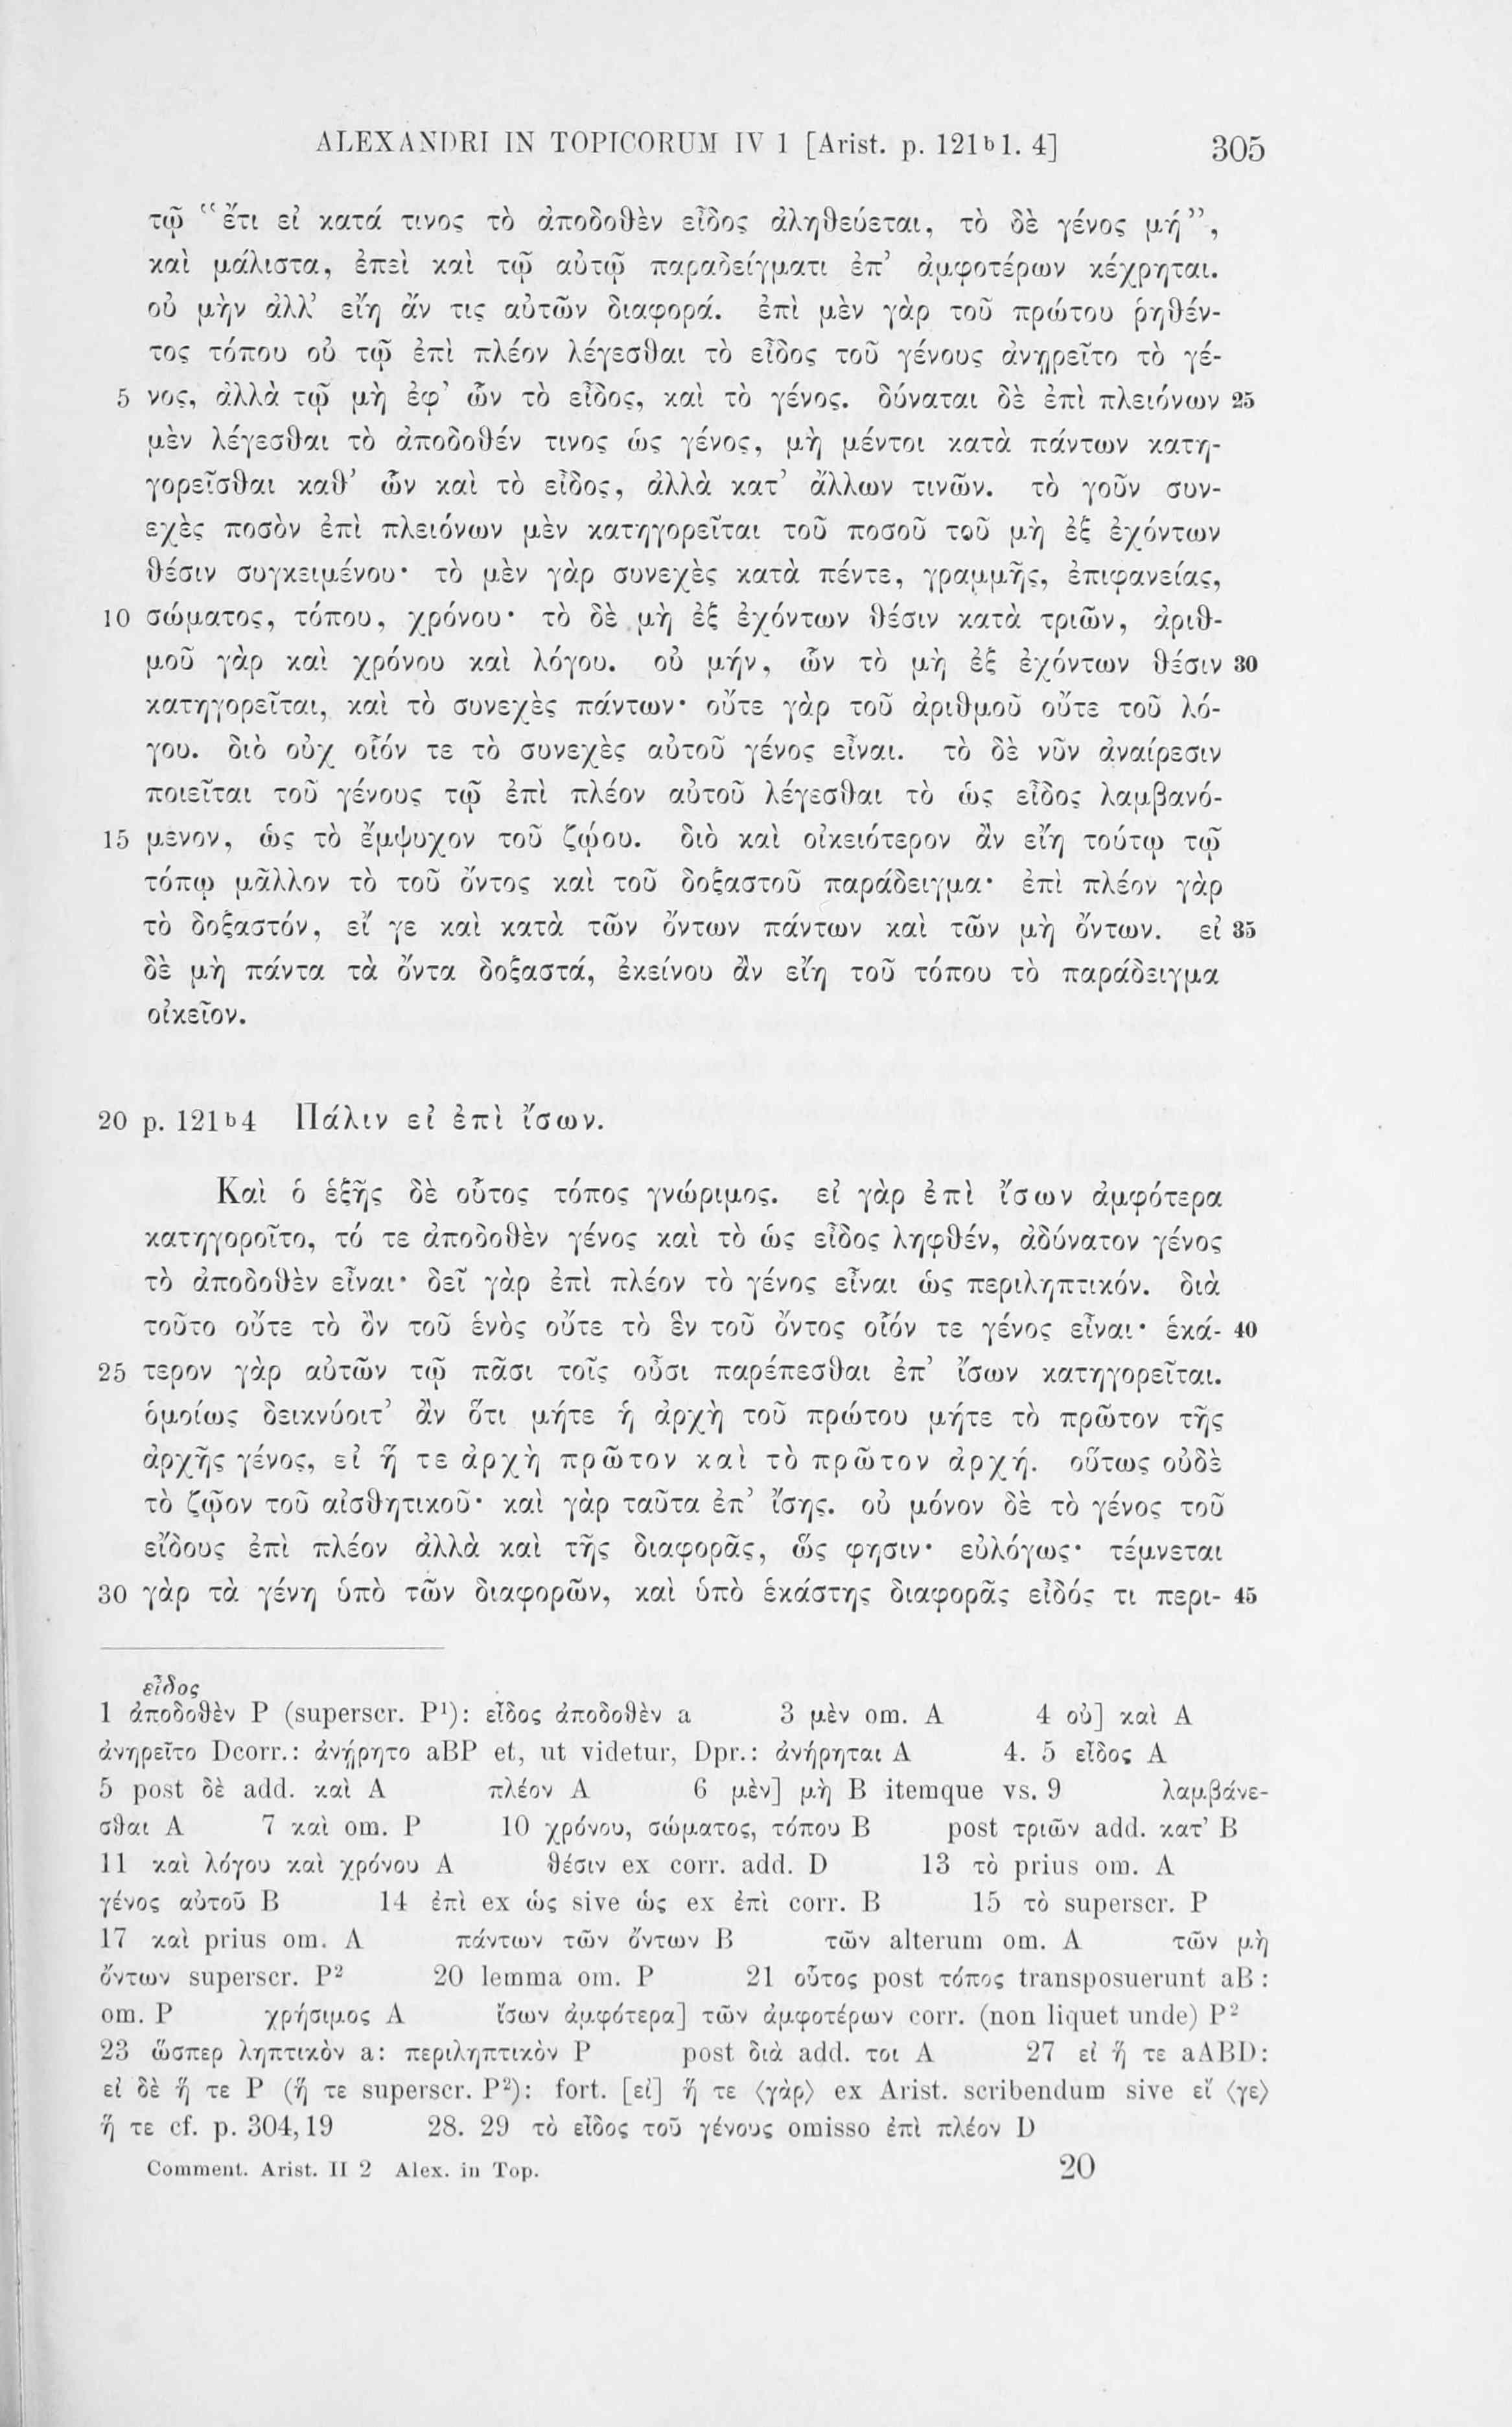 ALEXANDRI IN TOPICORUM IV 1 [Arist. p. 121ᵇ1. 4] 305
τῷ “ἔτι εἰ κατά τινος τὸ ἀποδοθὲν εἶδος ἀληθεύεται, τὸ δὲ γένος μή”,
καὶ μάλιστα, ἐπεὶ καὶ τῷ αὐτῷ παραδείγματι ἐπ’ ἀμφοτέρων κέχρηται.
οὐ μὴν ἀλλ’ εἴη ἄν τις αὐτῶν διαφορά. ἐπὶ μὲν γὰρ τοῦ πρώτου ῥηθέν-
τος τόπου οὐ τῷ ἐπὶ πλέον λέγεσθαι τὸ εἶδος τοῦ γένους ἀνῃρεῖτο τὸ γέ-
5 νος, ἀλλὰ τῷ μὴ ἐφ’ ὧν τὸ εἶδος, καὶ τὸ γένος. δύναται δὲ ἐπὶ πλειόνων 25
μὲν λέγεσθαι τὸ ἀποδοθέν τινος ὡς γένος, μὴ μέντοι κατὰ πάντων κατη-
γορεῖσθαι καθ’ ὧν καὶ τὸ εἶδος, ἀλλὰ κατ’ ἄλλων τινῶν. τὸ γοῦν συν-
εχὲς ποσὸν ἐπὶ πλειόνων μὲν κατηγορεῖται τοῦ ποσοῦ τοῦ μὴ ἐξ ἐχόντων
θέσιν συγκειμένου· τὸ μὲν γὰρ συνεχὲς κατὰ πέντε, γραμμῆς, ἐπιφανείας,
10 σώματος, τόπου, χρόνου· τὸ δὲ μὴ ἐξ ἐχόντων θέσιν κατὰ τριῶν, ἀριθ-
μοῦ γὰρ καὶ χρόνου καὶ λόγου. οὐ μήν, ὧν τὸ μὴ ἐξ ἐχόντων θέσιν 30
κατηγορεῖται, καὶ τὸ συνεχὲς πάντων· οὔτε γὰρ τοῦ ἀριθμοῦ οὔτε τοῦ λό-
γου. διὸ οὐχ οἷόν τε τὸ συνεχὲς αὐτοῦ γένος εἶναι. τὸ δὲ νῦν ἀναίρεσιν
ποιεῖται τοῦ γένους τῷ ἐπὶ πλέον αὐτοῦ λέγεσθαι τὸ ὡς εἶδος λαμβανό-
15 μενον, ὡς τὸ ἔμψυχον τοῦ ζῴου. διὸ καὶ οἰκειότερον ἂν εἴη τούτῳ τῷ
τόπῳ μᾶλλον τὸ τοῦ ὄντος καὶ τοῦ δοξαστοῦ παράδειγμα· ἐπὶ πλέον γὰρ
τὸ δοξαστόν, εἴ γε καὶ κατὰ τῶν ὄντων πάντων καὶ τῶν μὴ ὄντων. εἰ 35
δὲ μὴ πάντα τὰ ὄντα δοξαστά, ἐκείνου ἂν εἴη τοῦ τόπου τὸ παράδειγμα
οἰκεῖον.
20 p. 121ᵇ4 Πάλιν εἰ ἐπὶ ἴσων.
Καὶ ὁ ἑξῆς δὲ οὗτος τόπος γνώριμος. εἰ γὰρ ἐπὶ ἴσων ἀμφότερα
κατηγοροῖτο, τό τε ἀποδοθὲν γένος καὶ τὸ ὡς εἶδος ληφθέν, ἀδύνατον γένος
τὸ ἀποδοθὲν εἶναι· δεῖ γὰρ ἐπὶ πλέον τὸ γένος εἶναι ὡς περιληπτικόν. διὰ
τοῦτο οὔτε τὸ ὂν τοῦ ἑνὸς οὔτε τὸ ἓν τοῦ ὄντος οἷόν τε γένος εἶναι· ἑκά- 40
25 τερον γὰρ αὐτῶν τῷ πᾶσι τοῖς οὖσι παρέπεσθαι ἐπ’ ἴσων κατηγορεῖται.
ὁμοίως δεικνύοιτ’ ἂν ὅτι μήτε ἡ ἀρχὴ τοῦ πρώτου μήτε τὸ πρῶτον τῆς
ἀρχῆς γένος, εἰ ἥ τε ἀρχὴ πρῶτον καὶ τὸ πρῶτον ἀρχή. οὕτως οὐδὲ
τὸ ζῷον τοῦ αἰσθητικοῦ· καὶ γὰρ ταῦτα ἐπ’ ἴσης. οὐ μόνον δὲ τὸ γένος τοῦ
εἴδους ἐπὶ πλέον ἀλλὰ καὶ τῆς διαφορᾶς, ὥς φησιν· εὐλόγως· τέμνεται
30 γὰρ τὰ γένη ὑπὸ τῶν διαφορῶν, καὶ ὑπὸ ἑκάστης διαφορᾶς εἶδός τι περι- 45
εἶδος
1 ἀποδοθὲν P (superscr. P¹): εἶδος ἀποδοθὲν a 3 μὲν om. A 4 οὐ] καὶ A
ἀνῃρεῖτο Dcorr.: ἀνῄρητο aBP et, ut videtur, Dpr.: ἀνήρηται A 4. 5 εἶδος A
5 post δὲ add. καὶ A πλέον A 6 μὲν] μὴ B itemque vs. 9 λαμβάνε-
σθαι A 7 καὶ om. P 10 χρόνου, σώματος, τόπου B post τριῶν add. κατ’ B
11 καὶ λόγου καὶ χρόνου A θέσιν ex corr. add. D 13 τὸ prius om. A
γένος αὐτοῦ B 14 ἐπὶ ex ὡς sive ὡς ex ἐπὶ corr. B 15 τὸ superscr. P
17 καὶ prius om. A πάντων τῶν ὄντων B τῶν alterum om. A τῶν μὴ
ὄντων superscr. P² 20 lemma om. P 21 οὗτος post τόπος transposuerunt aB:
om. P χρήσιμος A ἴσων ἀμφότερα] τῶν ἀμφοτέρων corr. (non liquet unde) P²
23 ὥσπερ ληπτικὸν a: περιληπτικὸν P post διὰ add. τοι A 27 εἰ ἥ τε aABD:
εἰ δὲ ἥ τε P (ἥ τε superscr. P²): fort. [εἰ] ἥ τε ⟨γὰρ⟩ ex Arist. scribendum sive εἴ ⟨γε⟩
ἥ τε cf. p. 304,19 28. 29 τὸ εἶδος τοῦ γένους omisso ἐπὶ πλέον D
Comment. Arist. II 2 Alex. in Top. 20